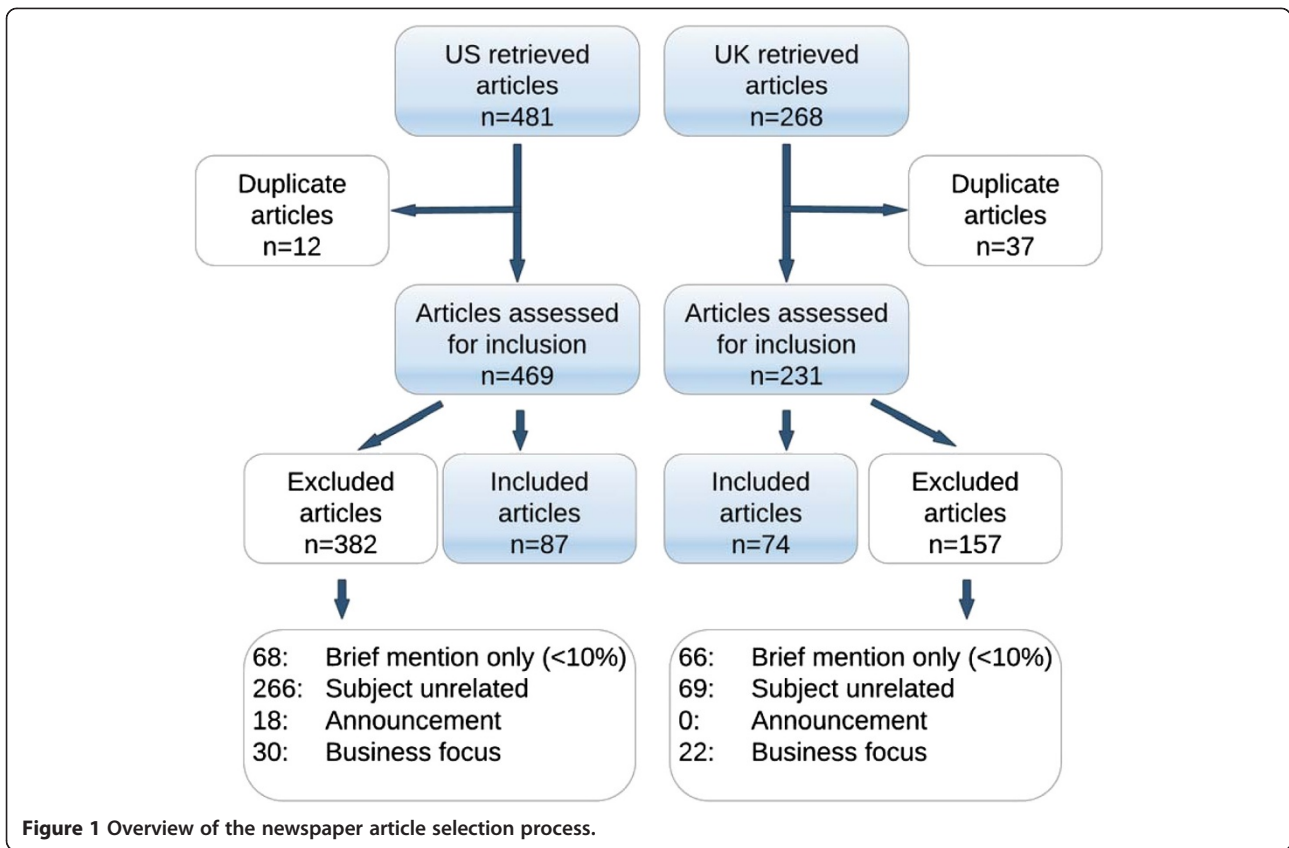 US retrieved
articles
n=481
UK retrieved
articles
n=268
Duplicate
articles
n=12
Duplicate
articles
n=37
Articles assessed
for inclusion
n=469
Articles assessed
for inclusion
n=231
Excluded
articles
n=382
Included
articles
n=87
Included
articles
n=74
Excluded
articles
n=157
68: Brief mention only (<10%)
266: Subject unrelated
18: Announcement
30: Business focus
66: Brief mention only (<10%)
69: Subject unrelated
0: Announcement
22: Business focus
Figure 1 Overview of the newspaper article selection process.